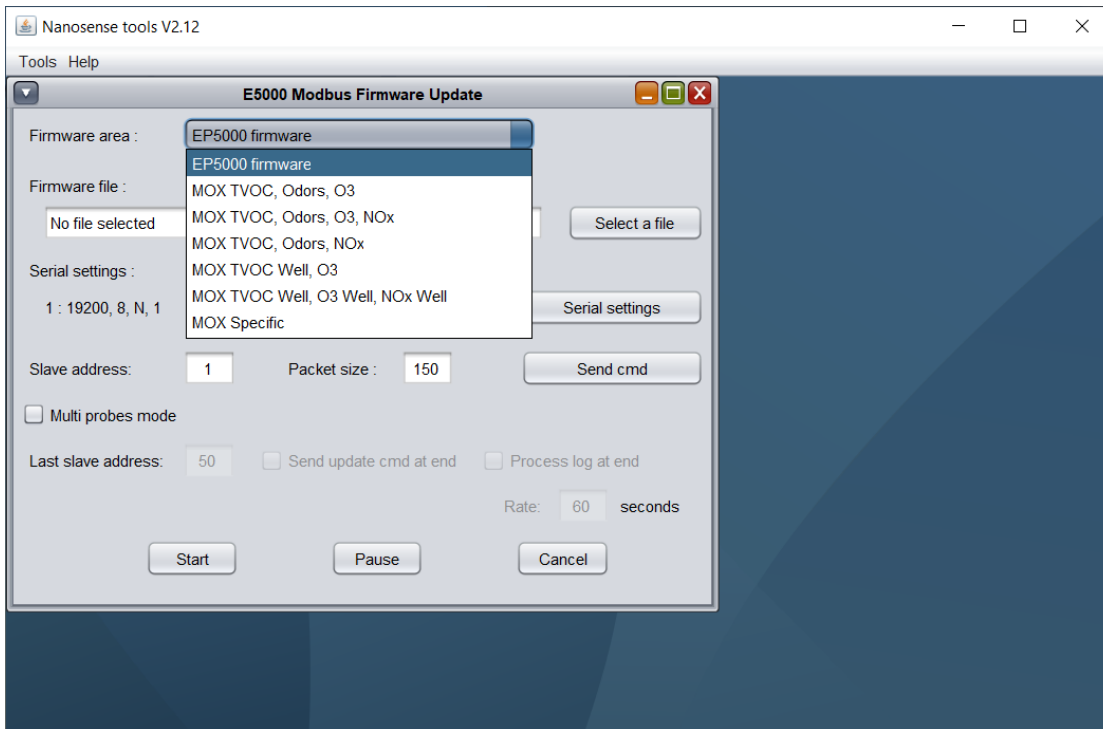 Nanosense tools V2.12
Tools Help
E5000 Modbus Firmware Update
Firmware area : EP5000 firmware
EP5000 firmware
MOX TVOC, Odors, O3
MOX TVOC, Odors, O3, NOx
MOX TVOC, Odors, NOx
MOX TVOC Well, O3
MOX TVOC Well, O3 Well, NOx Well
MOX Specific
Firmware file :
No file selected Select a file
Serial settings :
1 : 19200, 8, N, 1 Serial settings
Slave address: 1 Packet size : 150 Send cmd
Multi probes mode
Last slave address: 50 Send update cmd at end Process log at end
Rate: 60 seconds
Start Pause Cancel